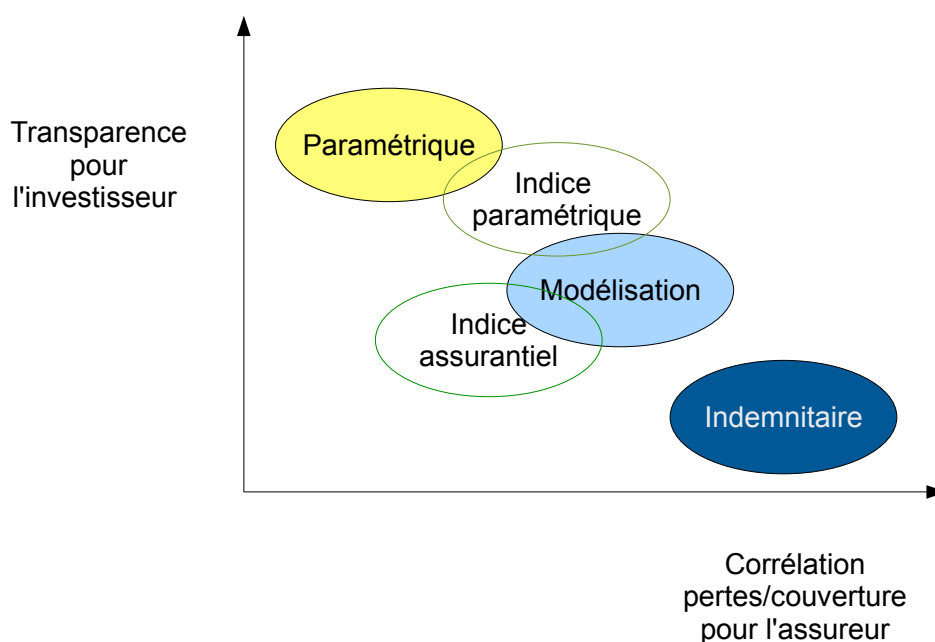 Transparence
pour
l'investisseur
Paramétrique
Indice
paramétrique
Modélisation
Indice
assurantiel
Indemnitaire
Corrélation
pertes/couverture
pour l'assureur